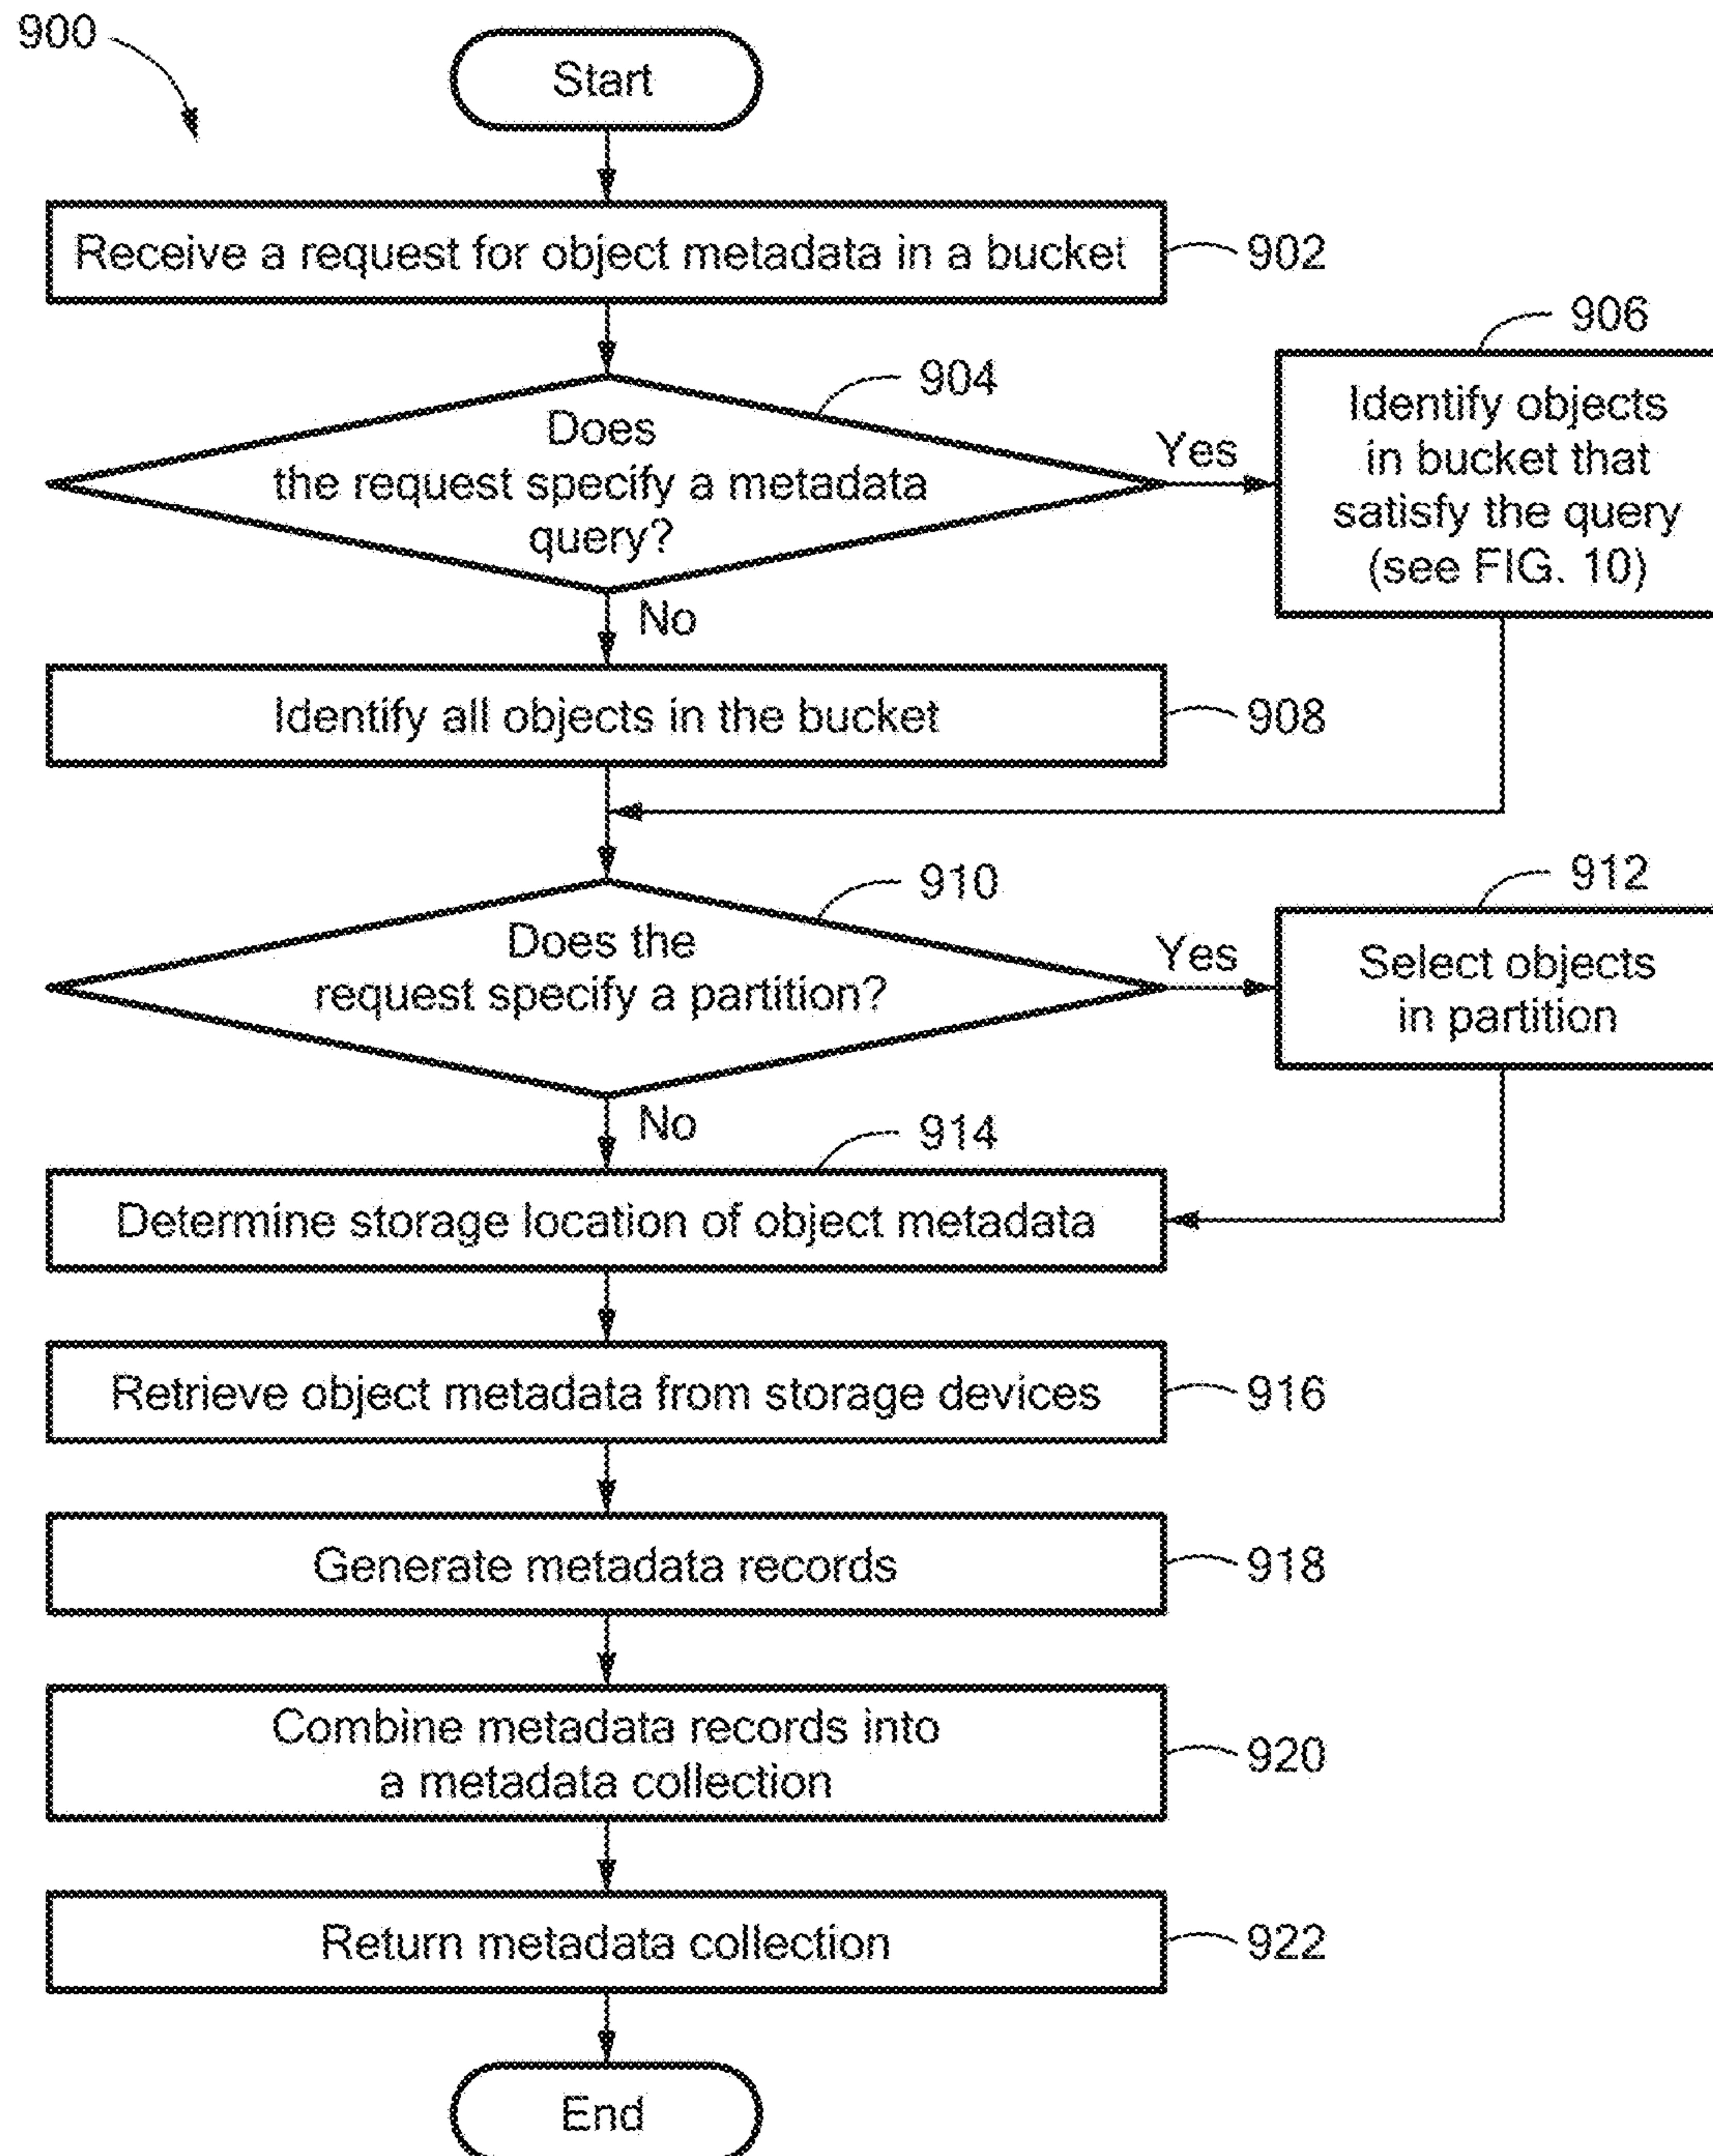 900
Start
Receive a request for object metadata in a bucket
902
904
Does
the request specify a metadata
query?
Yes
No
906
Identify objects
in bucket that
satisfy the query
(see FIG. 10)
Identify all objects in the bucket
908
910
Does the
request specify a partition?
Yes
No
912
Select objects
in partition
914
Determine storage location of object metadata
Retrieve object metadata from storage devices
916
Generate metadata records
918
Combine metadata records into
a metadata collection
920
Return metadata collection
922
End